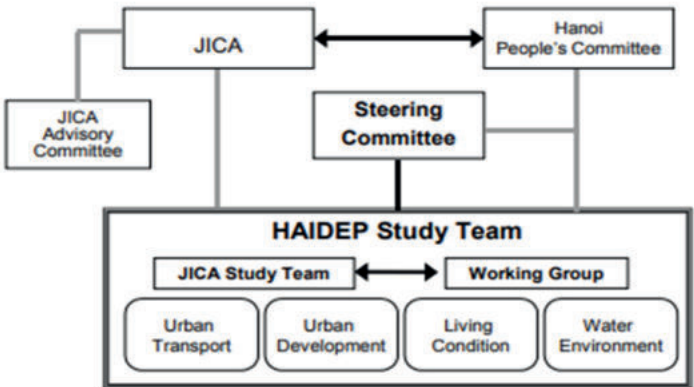 JICA
Hanoi
People's Committee
JICA
Advisory
Committee
Steering
Committee
HAIDEP Study Team
JICA Study Team
Working Group
Urban
Transport
Urban
Development
Living
Condition
Water
Environment